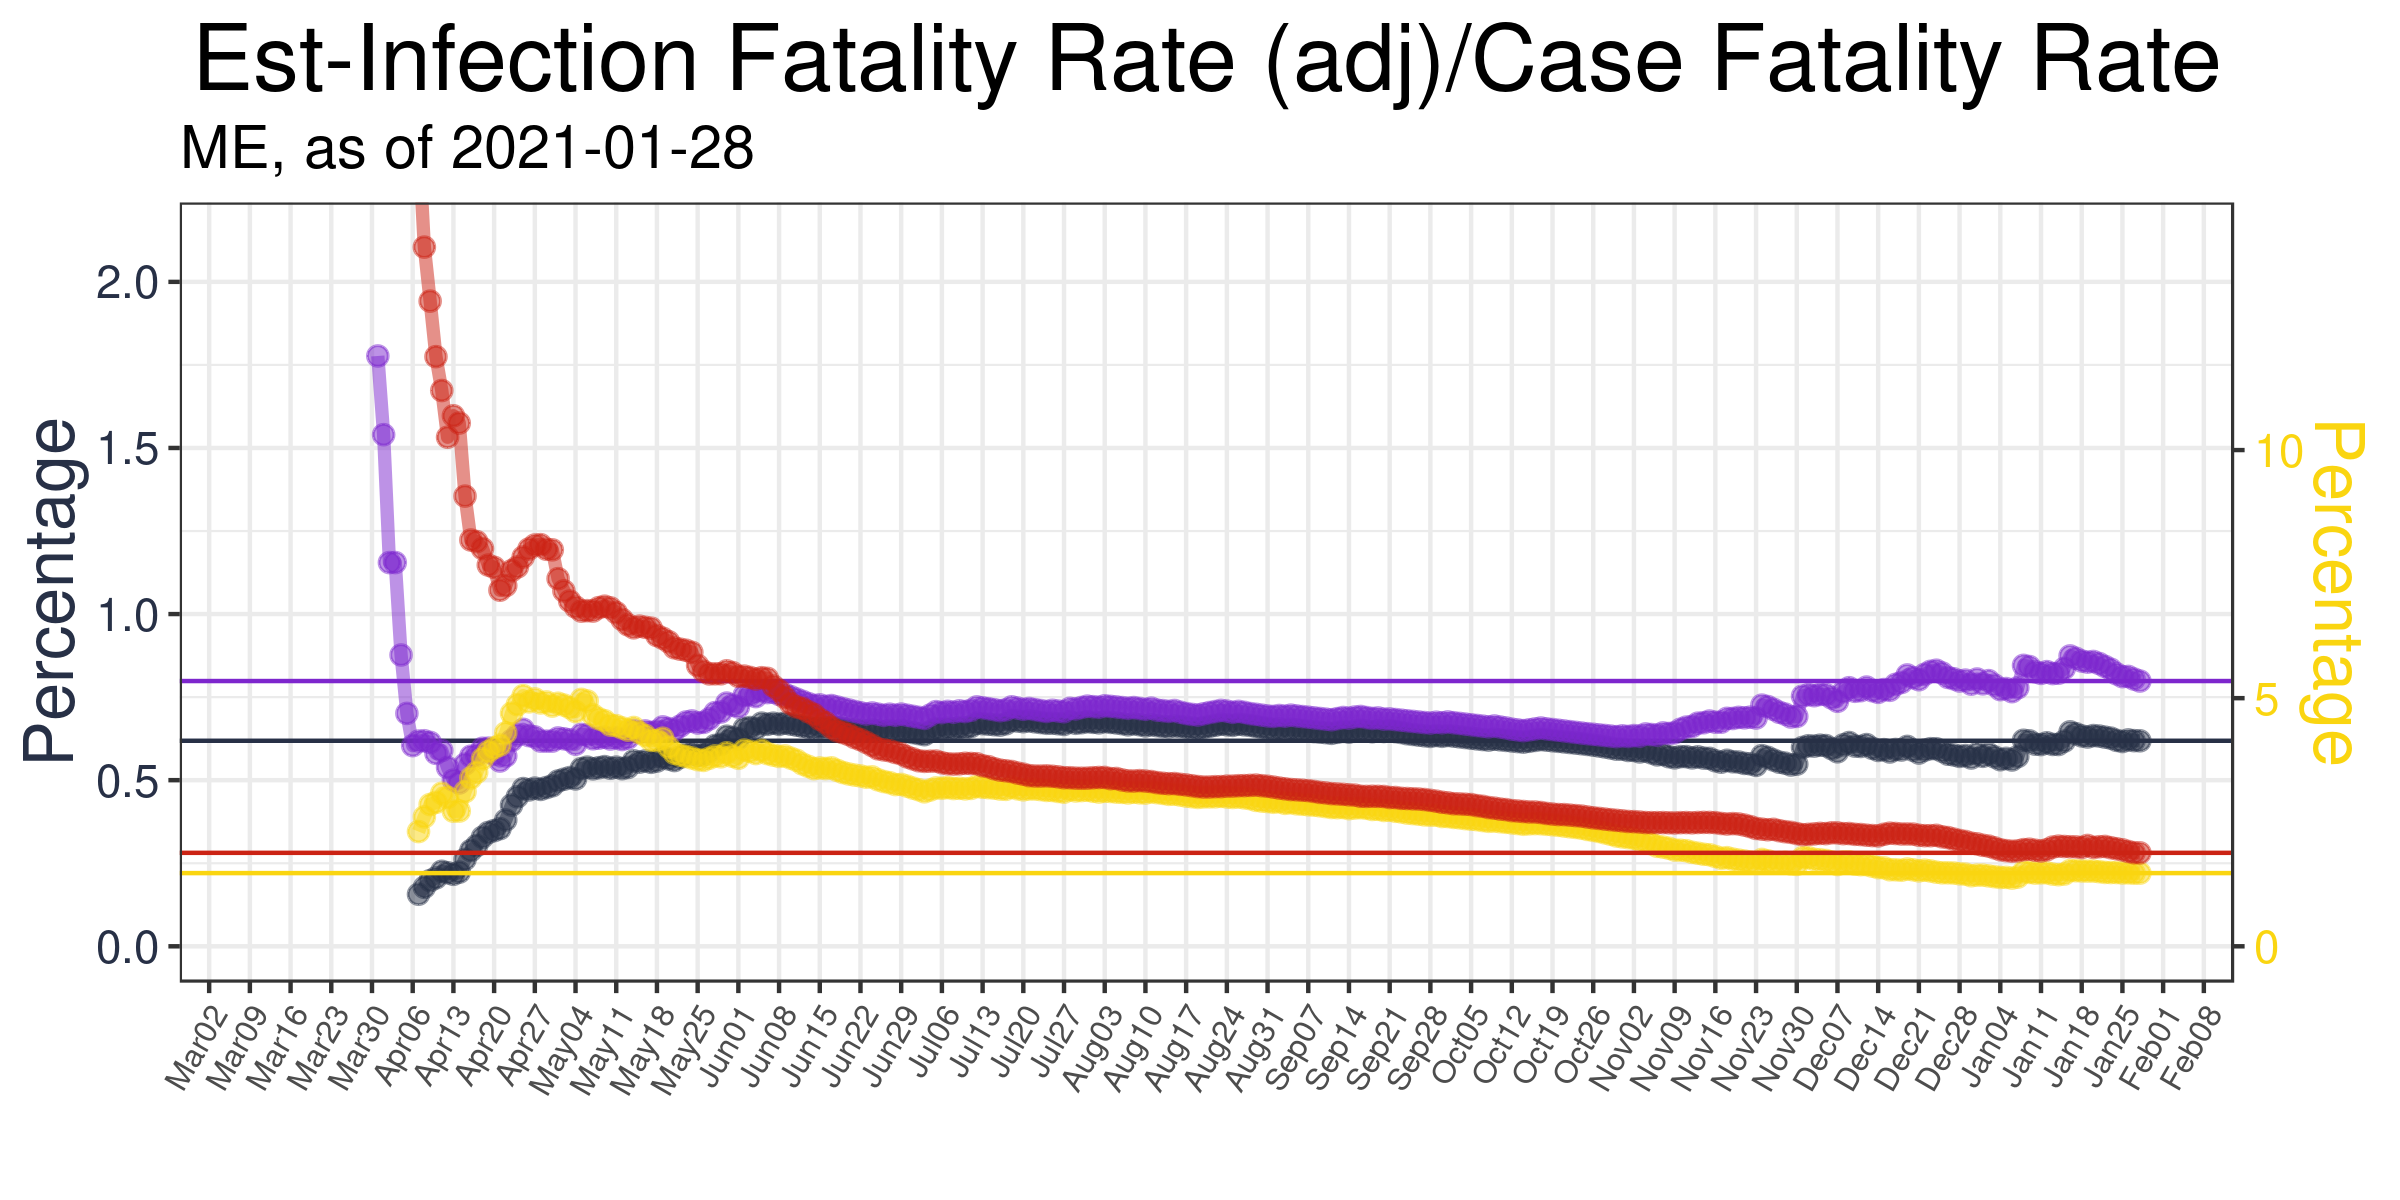 Est-Infection Fatality Rate (adj)/Case Fatality Rate
ME, as of 2021-01-28
Percentage
2.0
1.5
1.0
0.5
0.0
10
5
0
Percentage
Mar02
Mar09
Mar16
Mar23
Mar30
Apr06
Apr13
Apr20
Apr27
May04
May11
May18
May25
Jun01
Jun08
Jun15
Jun22
Jun29
Jul06
Jul13
Jul20
Jul27
Aug03
Aug10
Aug17
Aug24
Aug31
Sep07
Sep14
Sep21
Sep28
Oct05
Oct12
Oct19
Oct26
Nov02
Nov09
Nov16
Nov23
Nov30
Dec07
Dec14
Dec21
Dec28
Jan04
Jan11
Jan18
Jan25
Feb01
Feb08